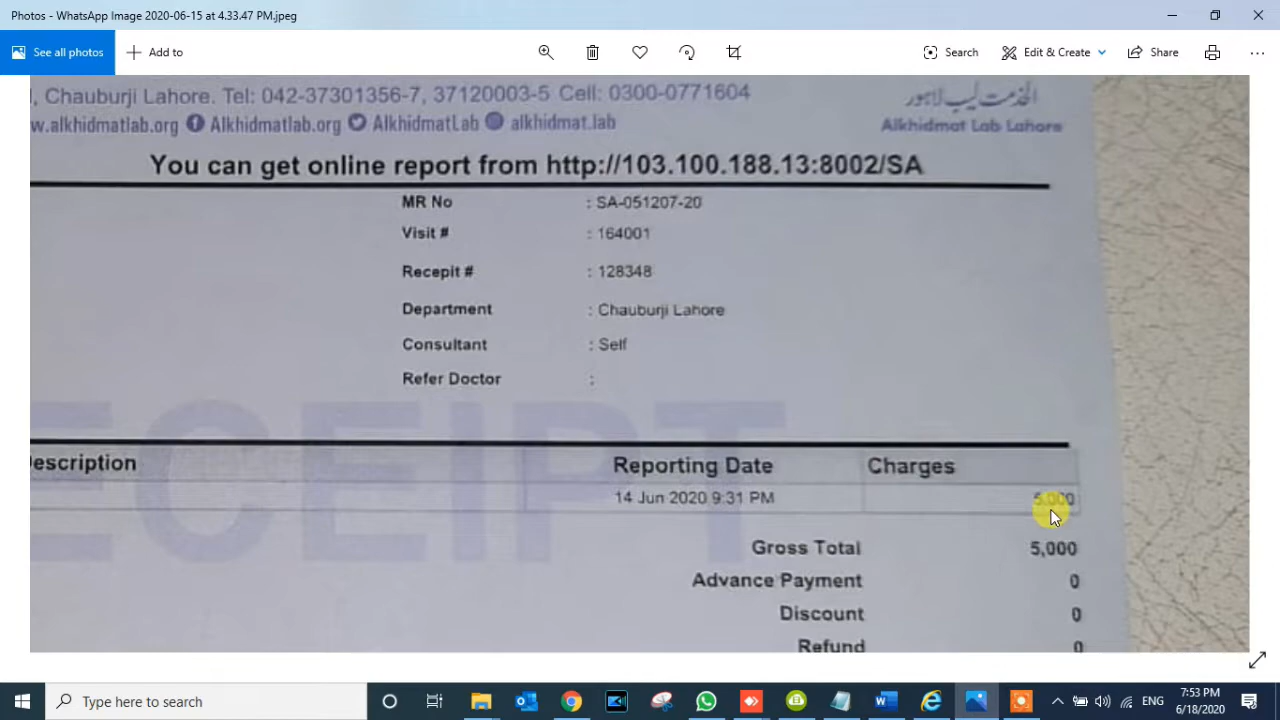 Photos - WhatsApp Image 2020-06-15 at 4.33.47 PM.jpeg
See all photos
Add to
Search
Edit & Create
Share
, Chauburji Lahore. Tel: 042-37301356-7, 37120003-5 Cell: 0300-0771604
الخدمت لیب لاہور
w.alkhidmatlab.org Alkhidmatlab.org AlkhidmatLab alkhidmat.lab
Alkhidmat Lab Lahore
You can get online report from http://103.100.188.13:8002/SA
MR No : SA-051207-20
Visit # : 164001
Recepit # : 128348
Department : Chauburji Lahore
Consultant : Self
Refer Doctor :
ECEIPT
escription Reporting Date Charges
14 Jun 2020 9:31 PM 5,000
Gross Total 5,000
Advance Payment 0
Discount 0
Refund 0
Type here to search
ENG
7:53 PM
6/18/2020